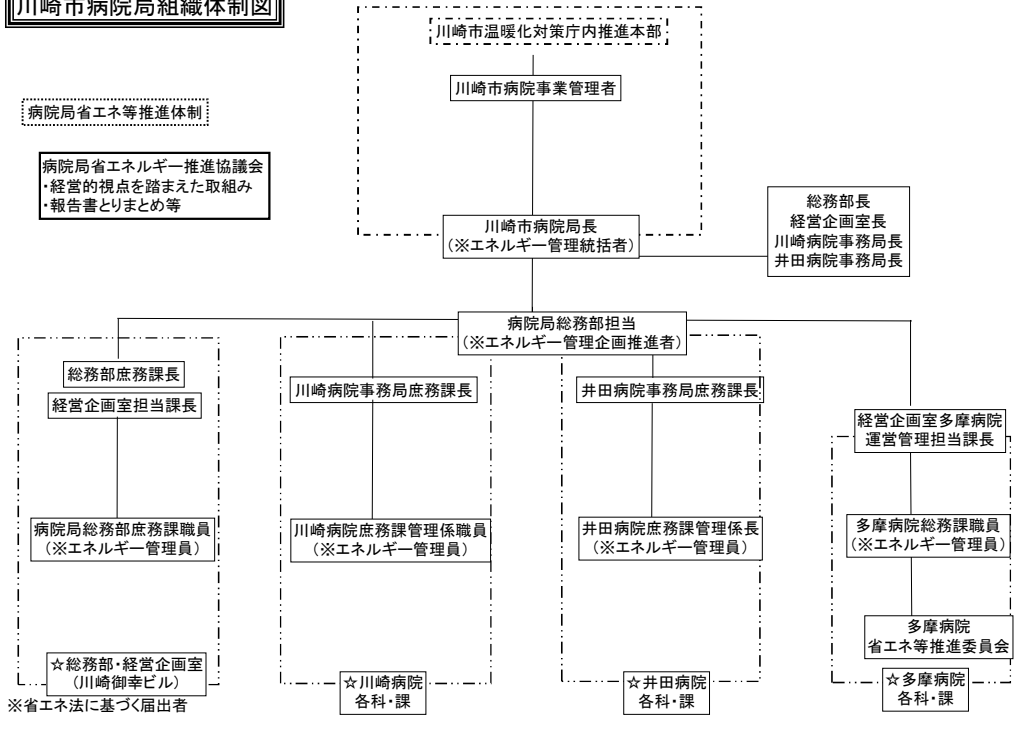 川崎市病院局組織体制図
川崎市温暖化対策庁内推進本部
川崎市病院事業管理者
病院局省エネ等推進体制
病院局省エネルギー推進協議会
・経営的視点を踏まえた取組み
・報告書とりまとめ等
川崎市病院局長
(※エネルギー管理統括者)
総務部長
経営企画室長
川崎病院事務局長
井田病院事務局長
病院局総務部担当
(※エネルギー管理企画推進者)
総務部庶務課長
経営企画室担当課長
川崎病院事務局庶務課長
井田病院事務局庶務課長
経営企画室多摩病院
運営管理担当課長
病院局総務部庶務課職員
(※エネルギー管理員)
川崎病院庶務課管理係職員
(※エネルギー管理員)
井田病院庶務課管理係長
(※エネルギー管理員)
多摩病院総務課職員
(※エネルギー管理員)
多摩病院
省エネ等推進委員会
☆総務部・経営企画室
(川崎御幸ビル)
☆川崎病院
各科・課
☆井田病院
各科・課
☆多摩病院
各科・課
※省エネ法に基づく届出者